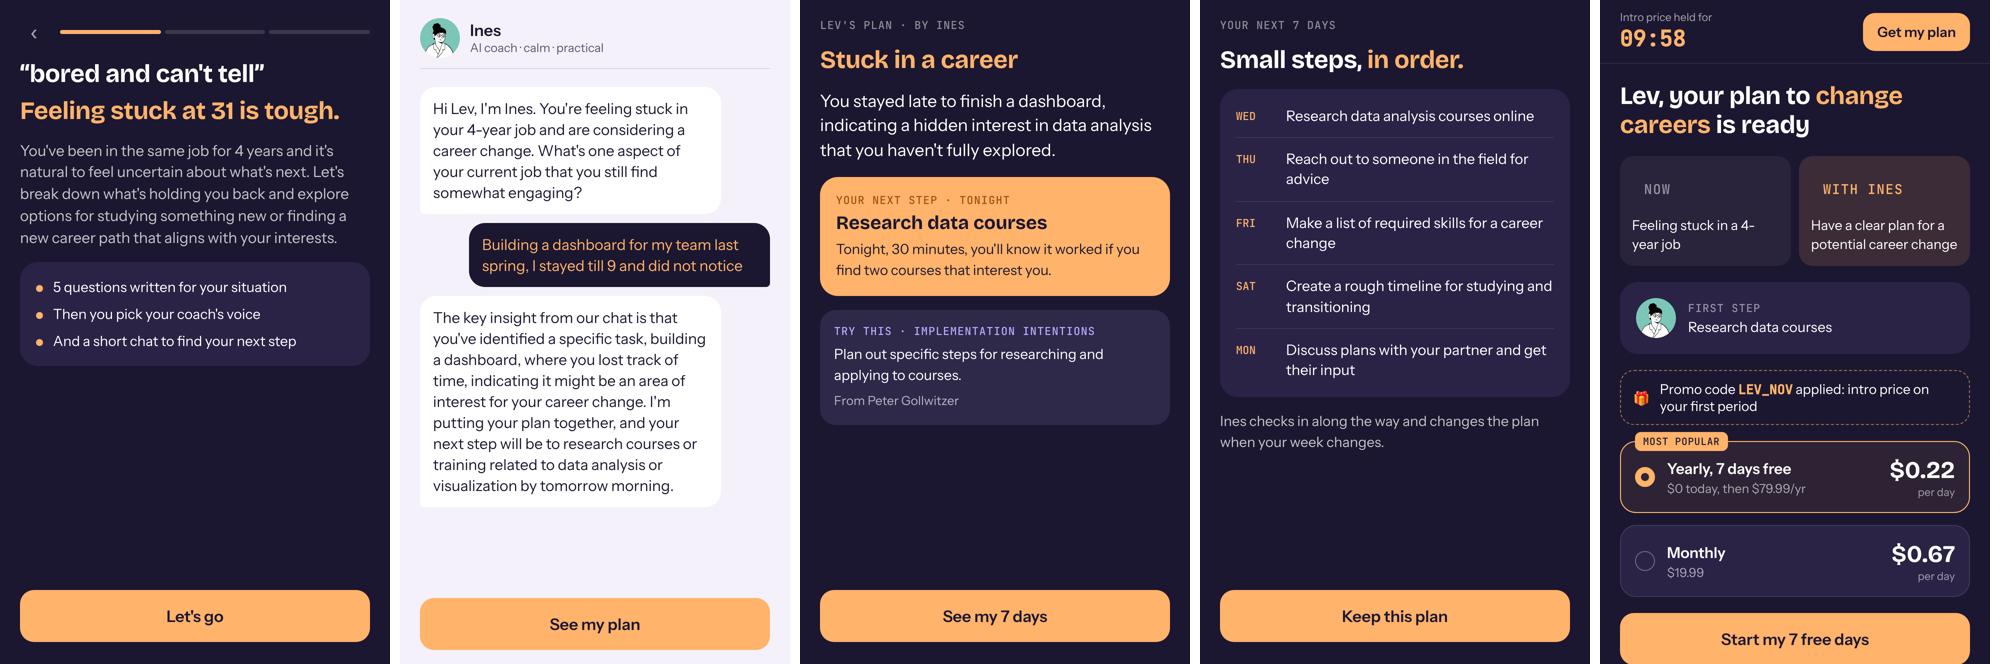 “bored and can't tell”
Feeling stuck at 31 is tough.
You've been in the same job for 4 years and it's
natural to feel uncertain about what's next. Let's
break down what's holding you back and explore
options for studying something new or finding a
new career path that aligns with your interests.
5 questions written for your situation
Then you pick your coach's voice
And a short chat to find your next step
Let's go
Ines
AI coach · calm · practical
Hi Lev, I'm Ines. You're feeling stuck in
your 4-year job and are considering a
career change. What's one aspect of
your current job that you still find
somewhat engaging?
Building a dashboard for my team last
spring, I stayed till 9 and did not notice
The key insight from our chat is that
you've identified a specific task, building
a dashboard, where you lost track of
time, indicating it might be an area of
interest for your career change. I'm
putting your plan together, and your
next step will be to research courses or
training related to data analysis or
visualization by tomorrow morning.
See my plan
LEV'S PLAN · BY INES
Stuck in a career
You stayed late to finish a dashboard,
indicating a hidden interest in data analysis
that you haven't fully explored.
YOUR NEXT STEP · TONIGHT
Research data courses
Tonight, 30 minutes, you'll know it worked if you
find two courses that interest you.
TRY THIS · IMPLEMENTATION INTENTIONS
Plan out specific steps for researching and
applying to courses.
From Peter Gollwitzer
See my 7 days
YOUR NEXT 7 DAYS
Small steps, in order.
WED Research data analysis courses online
THU Reach out to someone in the field for
advice
FRI Make a list of required skills for a career
change
SAT Create a rough timeline for studying and
transitioning
MON Discuss plans with your partner and get
their input
Ines checks in along the way and changes the plan
when your week changes.
Keep this plan
Intro price held for
09:58
Get my plan
Lev, your plan to change
careers is ready
NOW
Feeling stuck in a 4-
year job
WITH INES
Have a clear plan for a
potential career change
FIRST STEP
Research data courses
Promo code LEV_NOV applied: intro price on
your first period
MOST POPULAR
Yearly, 7 days free
$0 today, then $79.99/yr
$0.22
per day
Monthly
$19.99
$0.67
per day
Start my 7 free days